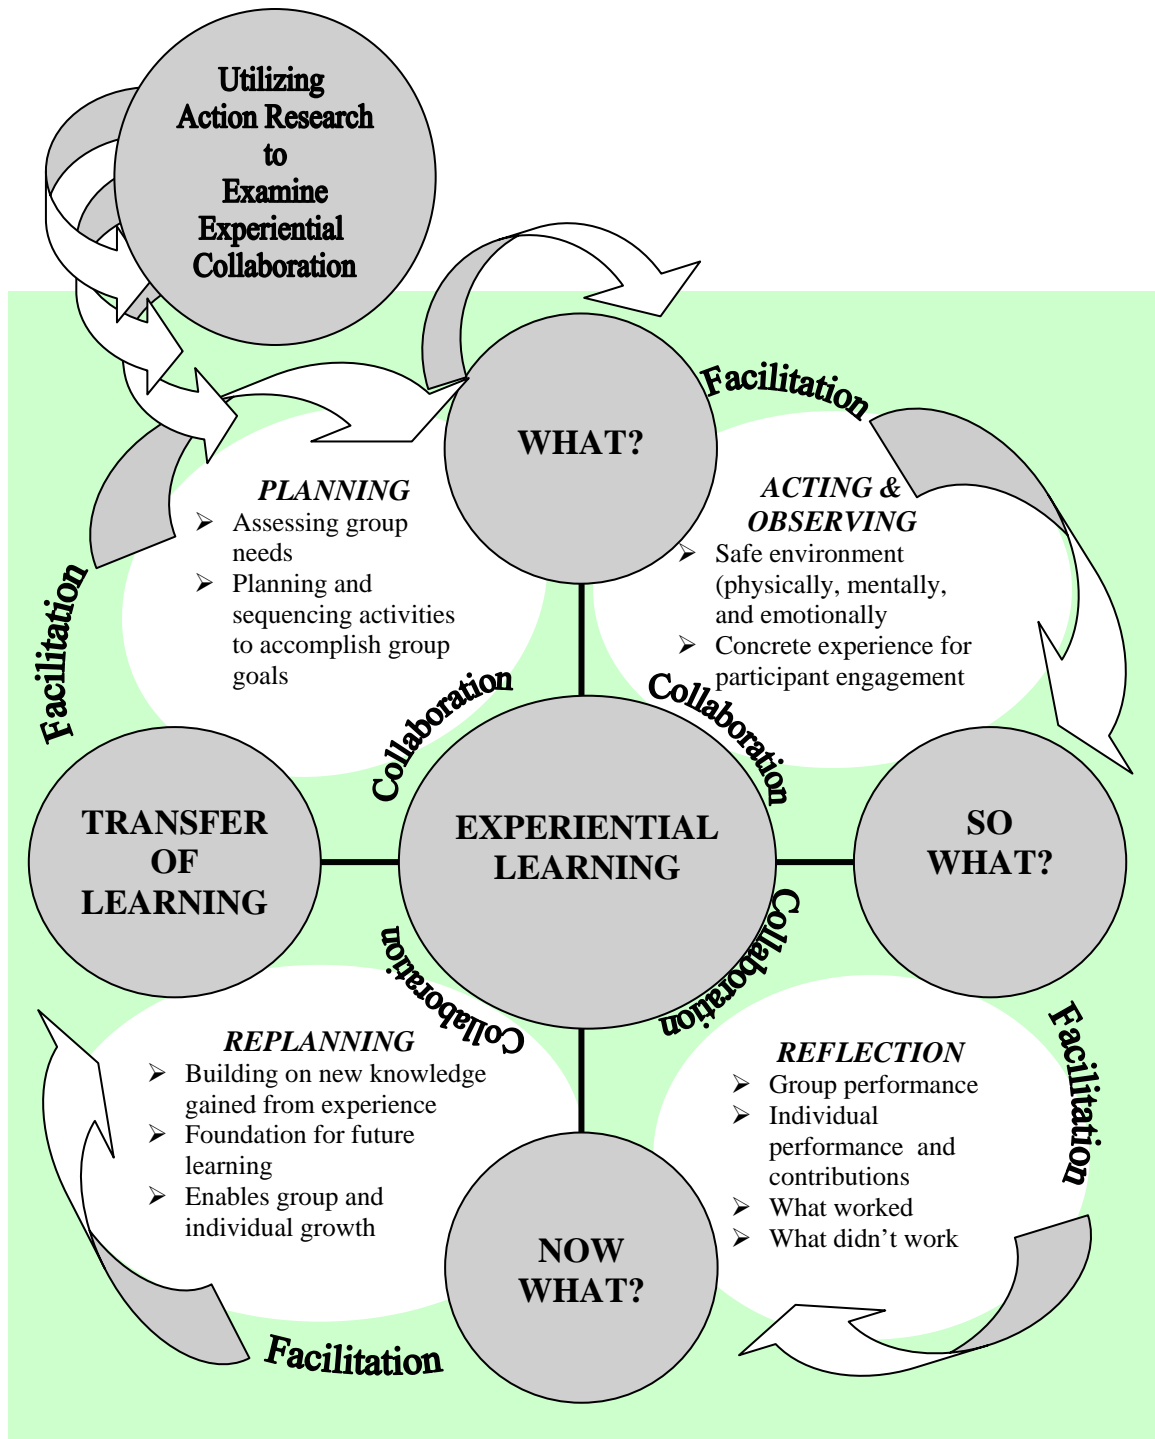 Utilizing
Action Research
to
Examine
Experiential
Collaboration
WHAT?
Facilitation
PLANNING
➢ Assessing group
needs
➢ Planning and
sequencing activities
to accomplish group
goals
ACTING &
OBSERVING
➢ Safe environment
(physically, mentally,
and emotionally
➢ Concrete experience for
participant engagement
Facilitation
Collaboration
Collaboration
TRANSFER
OF
LEARNING
EXPERIENTIAL
LEARNING
SO
WHAT?
Collaboration
Collaboration
REPLANNING
➢ Building on new knowledge
gained from experience
➢ Foundation for future
learning
➢ Enables group and
individual growth
REFLECTION
➢ Group performance
➢ Individual
performance and
contributions
➢ What worked
➢ What didn’t work
Facilitation
NOW
WHAT?
Facilitation